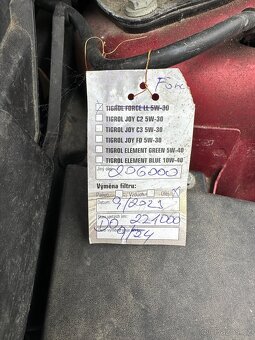 TIGROL FORCE LL 5W-30
TIGROL JOY C2 5W-30
TIGROL JOY C3 5W-30
TIGROL JOY FD 5W-30
TIGROL ELEMENT GREEN 5W-40
TIGROL ELEMENT BLUE 10W-40
206000
Výměna filtru:
Datum: 9/2023
221000
DO 9/24